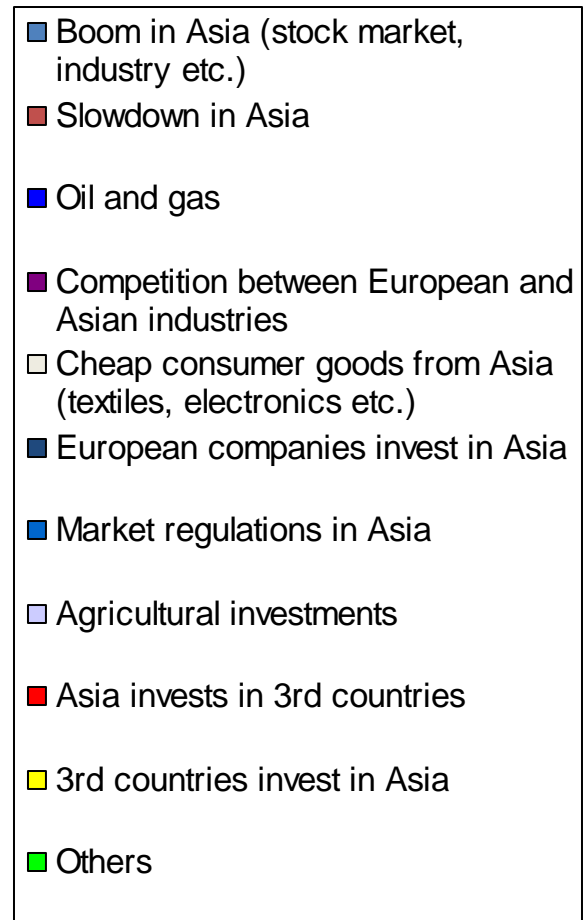 Boom in Asia (stock market,
industry etc.)
Slowdown in Asia
Oil and gas
Competition between European and
Asian industries
Cheap consumer goods from Asia
(textiles, electronics etc.)
European companies invest in Asia
Market regulations in Asia
Agricultural investments
Asia invests in 3rd countries
3rd countries invest in Asia
Others